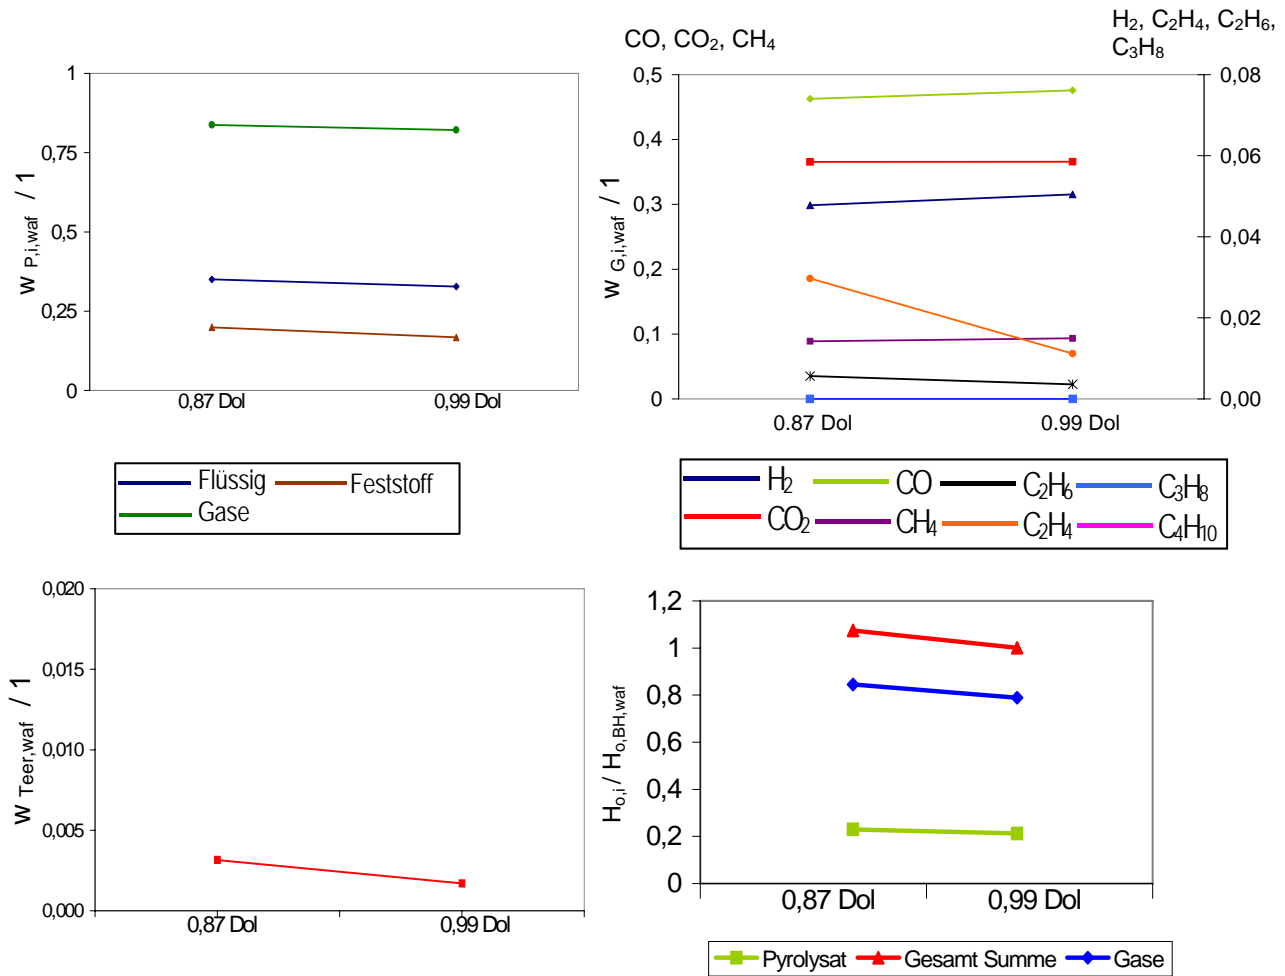 CO, CO₂, CH₄
H₂, C₂H₄, C₂H₆,
C₃H₈
1
0,75
0,5
0,25
0
w P,i,waf / 1
0,87 Dol
0,99 Dol
Flüssig
Feststoff
Gase
0,5
0,4
0,3
0,2
0,1
0
w G,i,waf / 1
0,08
0,06
0,04
0,02
0,00
0.87 Dol
0.99 Dol
H₂
CO
C₂H₆
C₃H₈
CO₂
CH₄
C₂H₄
C₄H₁₀
0,020
0,015
0,010
0,005
0,000
w Teer,waf / 1
0,87 Dol
0,99 Dol
1,2
1
0,8
0,6
0,4
0,2
0
Hₒ,ᵢ / Hₒ,BH,waf
0,87 Dol
0,99 Dol
Pyrolysat
Gesamt Summe
Gase